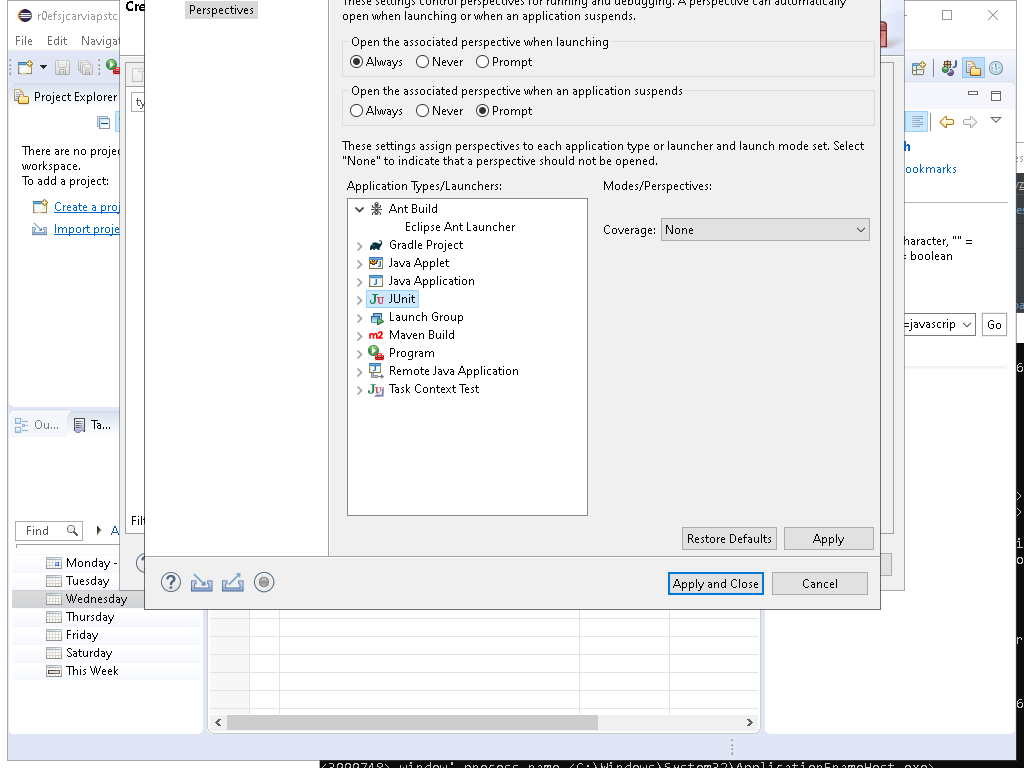 r0efsjcarviapstc
Cre
Perspectives
These settings control perspectives for running and debugging. A perspective can automatically
open when launching or when an application suspends.
File Edit Naviga
Open the associated perspective when launching
Always Never Prompt
Project Explorer
Open the associated perspective when an application suspends
Always Never Prompt
ty
There are no proje
workspace.
To add a project:
Create a proj
Import proje
These settings assign perspectives to each application type or launcher and launch mode set. Select
"None" to indicate that a perspective should not be opened.
Application Types/Launchers:
Modes/Perspectives:
Ant Build
Eclipse Ant Launcher
Gradle Project
Java Applet
Java Application
JUnit
Launch Group
Maven Build
Program
Remote Java Application
Task Context Test
Coverage: None
h
ookmarks
haracter, "" =
= boolean
=javascrip Go
Ou... Ta...
Filt
Find A
Restore Defaults Apply
Apply and Close Cancel
Monday -
Tuesday
Wednesday
Thursday
Friday
Saturday
This Week
<3999748> window' process name <C:\Windows\System32\ApplicationFrameHost.exe>